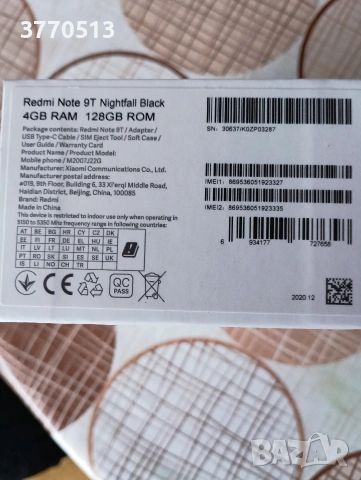 3770513
Redmi Note 9T Nightfall Black
4GB RAM 128GB ROM
Package contents: Redmi Note 9T / Adapter /
USB Type-C Cable / SIM Eject Tool / Soft Case /
User Guide / Warranty Card
Product Name / Product Model:
Mobile phone / M2007J22G
Manufacturer: Xiaomi Communications Co., Ltd.
Manufacturer postal address:
#019, 9th Floor, Building 6, 33 Xi'erqi Middle Road,
Haidian District, Beijing, China, 100085
Brand: Redmi
Made in China
This device is restricted to indoor use only when operating in
5150 to 5350 Mhz frequency range in following countries:
AT BE BG HR CY CZ DK
EE FI FR DE EL HU IE
IT LV LT LU MT NL PL
PT RO SK SI ES SE UK
IS LI NO CH TR
QC
PASS
SN: 30637/K0ZP03287
IMEI1: 869536051923327
IMEI2: 869536051923335
6 934177 727658
2020.12
BAZAR